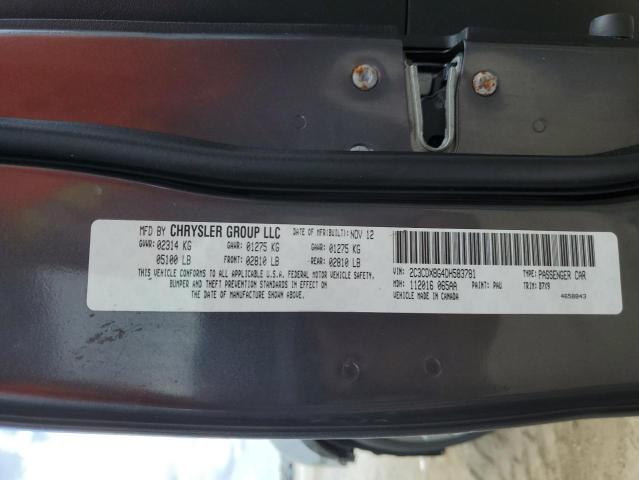 MFD BY CHRYSLER GROUP LLC DATE OF MFR(BUILT): NOV 12
GVWR: 02314 KG GAWR: 01275 KG GAWR: 01275 KG
05100 LB FRONT: 02810 LB REAR: 02810 LB
THIS VEHICLE CONFORMS TO ALL APPLICABLE U.S.A. FEDERAL MOTOR VEHICLE SAFETY,
BUMPER AND THEFT PREVENTION STANDARDS IN EFFECT ON
THE DATE OF MANUFACTURE SHOWN ABOVE.
VIN: 2C3CDXBG4DH583781 TYPE: PASSENGER CAR
MDH: 112016 065AA PAINT: PAU TRIM: B7X9
VEHICLE MADE IN CANADA 4658843